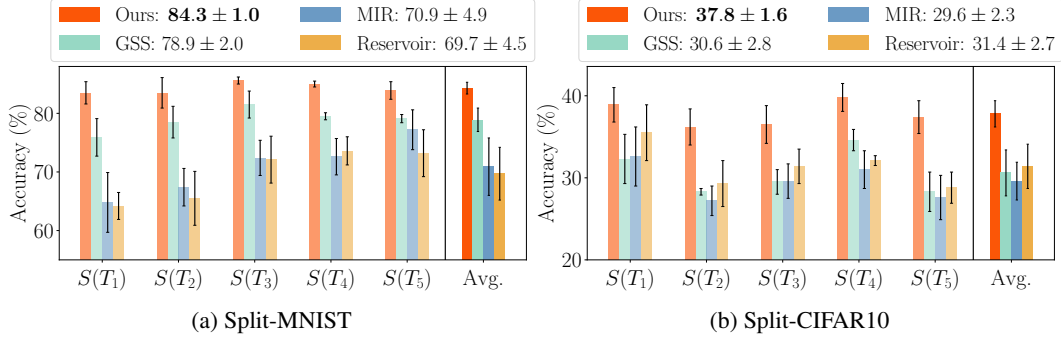 Ours: 84.3 ± 1.0
MIR: 70.9 ± 4.9
GSS: 78.9 ± 2.0
Reservoir: 69.7 ± 4.5
Accuracy (%)
80
70
60
S(T₁) S(T₂) S(T₃) S(T₄) S(T₅) Avg.
(a) Split-MNIST
Ours: 37.8 ± 1.6
MIR: 29.6 ± 2.3
GSS: 30.6 ± 2.8
Reservoir: 31.4 ± 2.7
Accuracy (%)
40
30
20
S(T₁) S(T₂) S(T₃) S(T₄) S(T₅) Avg.
(b) Split-CIFAR10